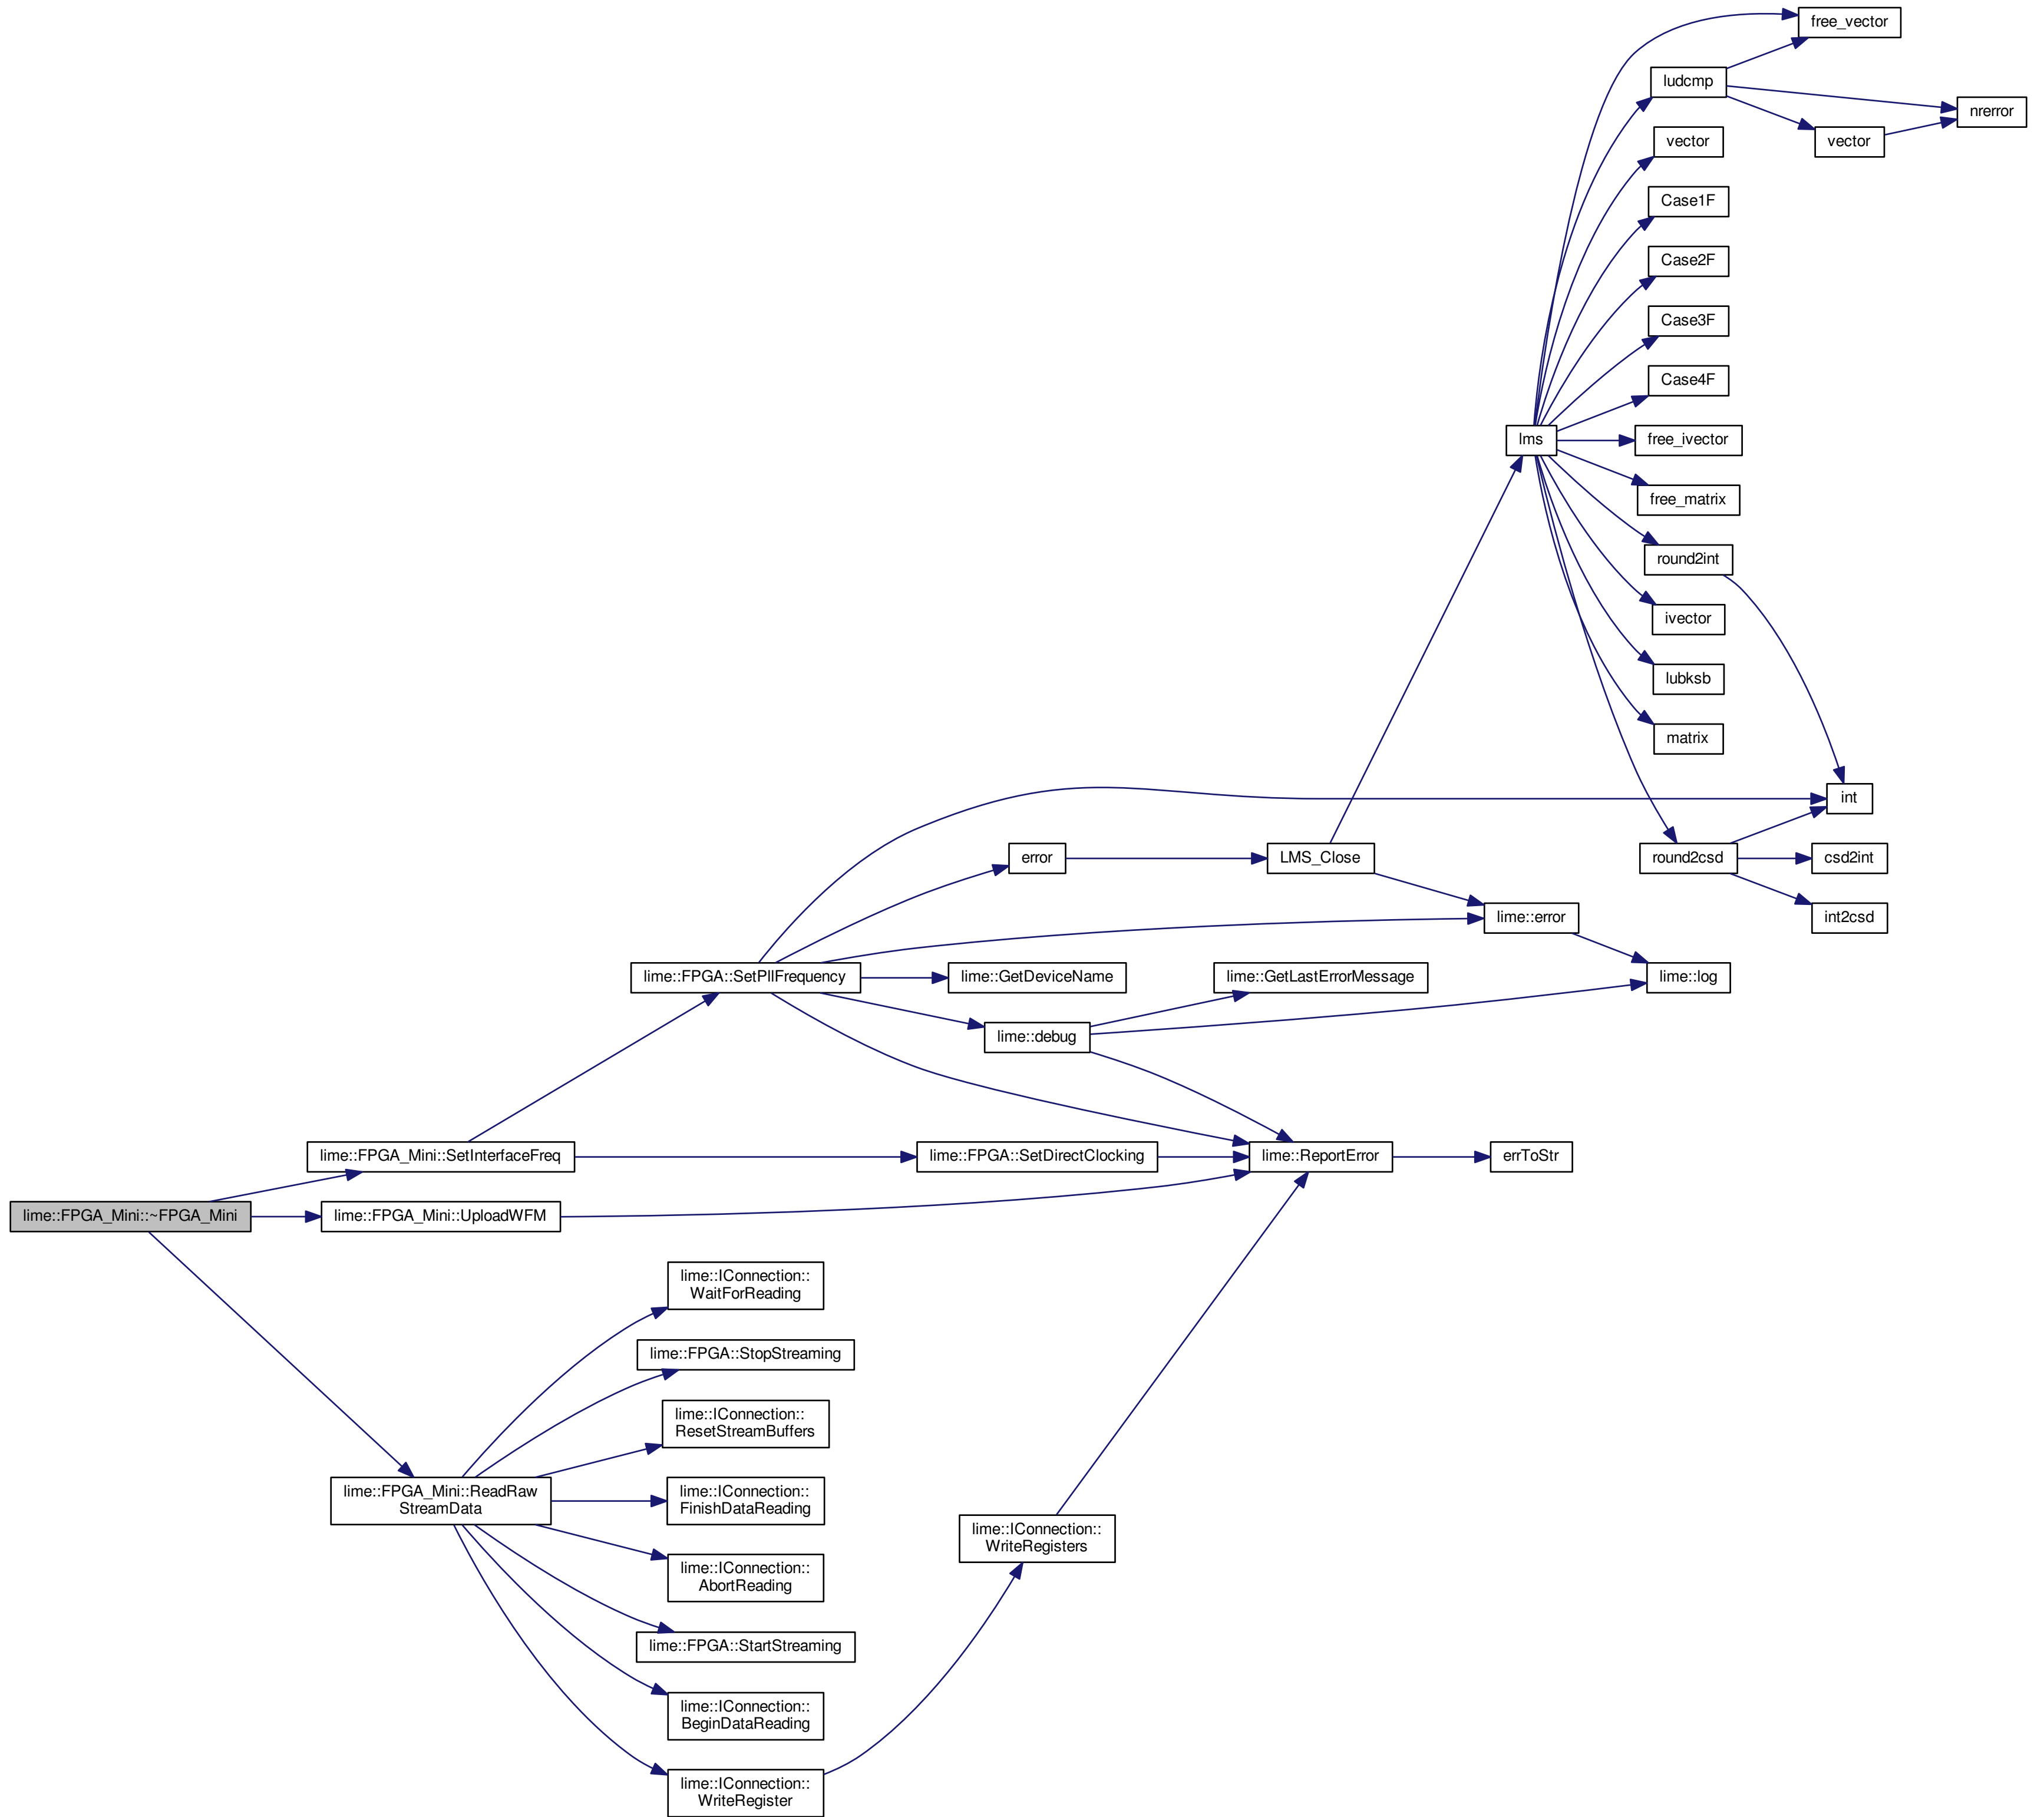 free_vector
ludcmp
nrerror
vector
vector
Case1F
Case2F
Case3F
Case4F
lms
free_ivector
free_matrix
round2int
ivector
lubksb
matrix
int
error
LMS_Close
round2csd
csd2int
lime::error
int2csd
lime::FPGA::SetPllFrequency
lime::GetDeviceName
lime::GetLastErrorMessage
lime::log
lime::debug
lime::FPGA_Mini::SetInterfaceFreq
lime::FPGA::SetDirectClocking
lime::ReportError
errToStr
lime::FPGA_Mini::~FPGA_Mini
lime::FPGA_Mini::UploadWFM
lime::IConnection::
WaitForReading
lime::FPGA::StopStreaming
lime::IConnection::
ResetStreamBuffers
lime::FPGA_Mini::ReadRaw
StreamData
lime::IConnection::
FinishDataReading
lime::IConnection::
WriteRegisters
lime::IConnection::
AbortReading
lime::FPGA::StartStreaming
lime::IConnection::
BeginDataReading
lime::IConnection::
WriteRegister